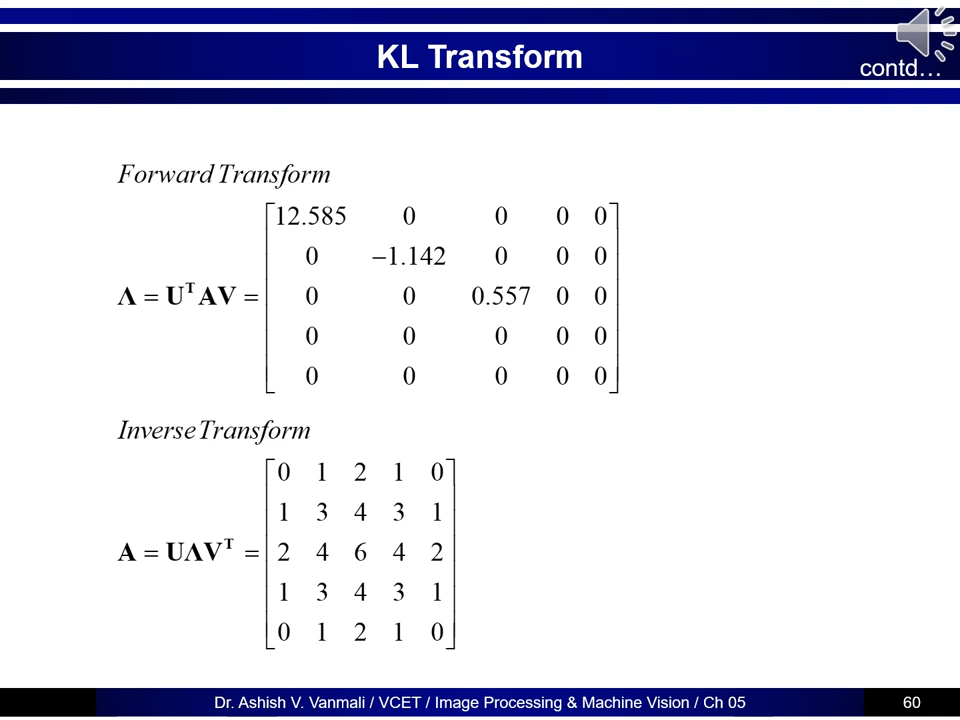 KL Transform
contd…
Forward Transform
12.585 0 0 0 0
0 −1.142 0 0 0
Λ = Uᵀ AV = 0 0 0.557 0 0
0 0 0 0 0
0 0 0 0 0
Inverse Transform
0 1 2 1 0
1 3 4 3 1
A = UΛVᵀ = 2 4 6 4 2
1 3 4 3 1
0 1 2 1 0
Dr. Ashish V. Vanmali / VCET / Image Processing & Machine Vision / Ch 05 60